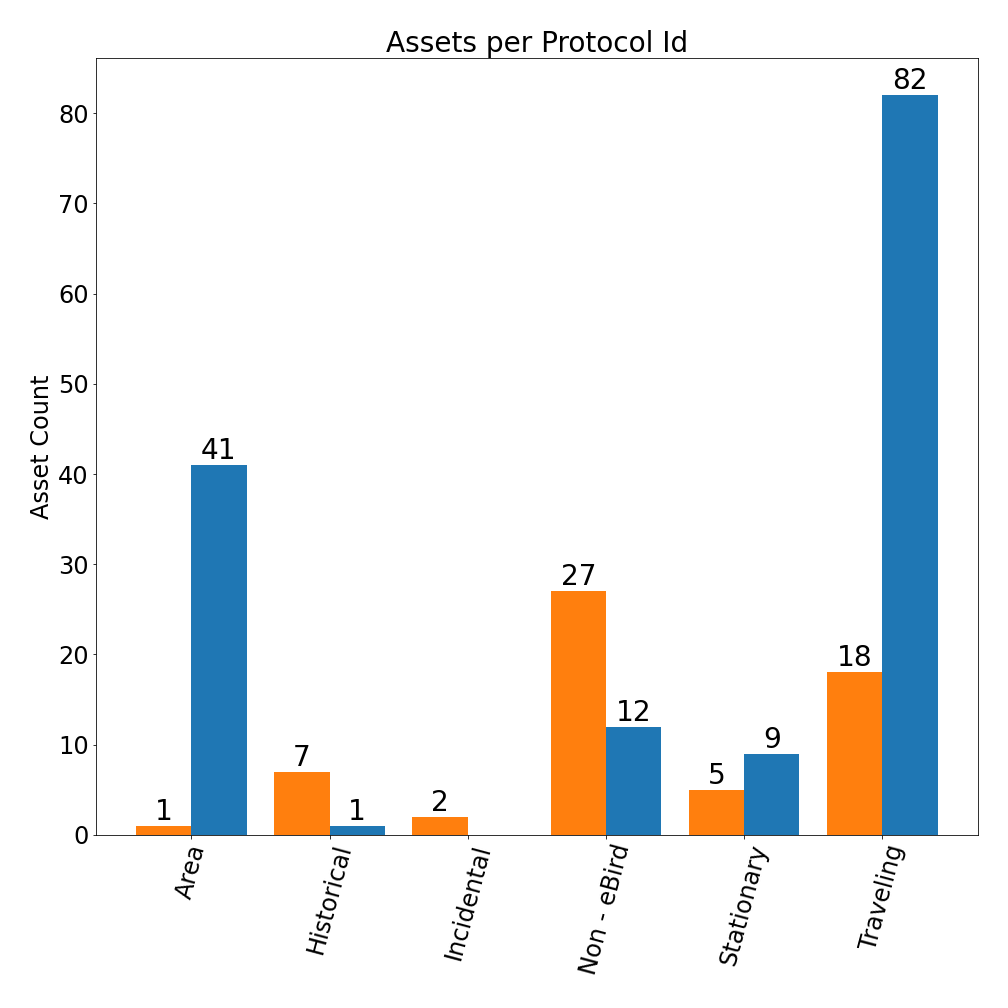 Assets per Protocol Id
Asset Count
80
70
60
50
40
30
20
10
0
1
41
7
1
2
27
12
5
9
18
82
Area
Historical
Incidental
Non - eBird
Stationary
Traveling